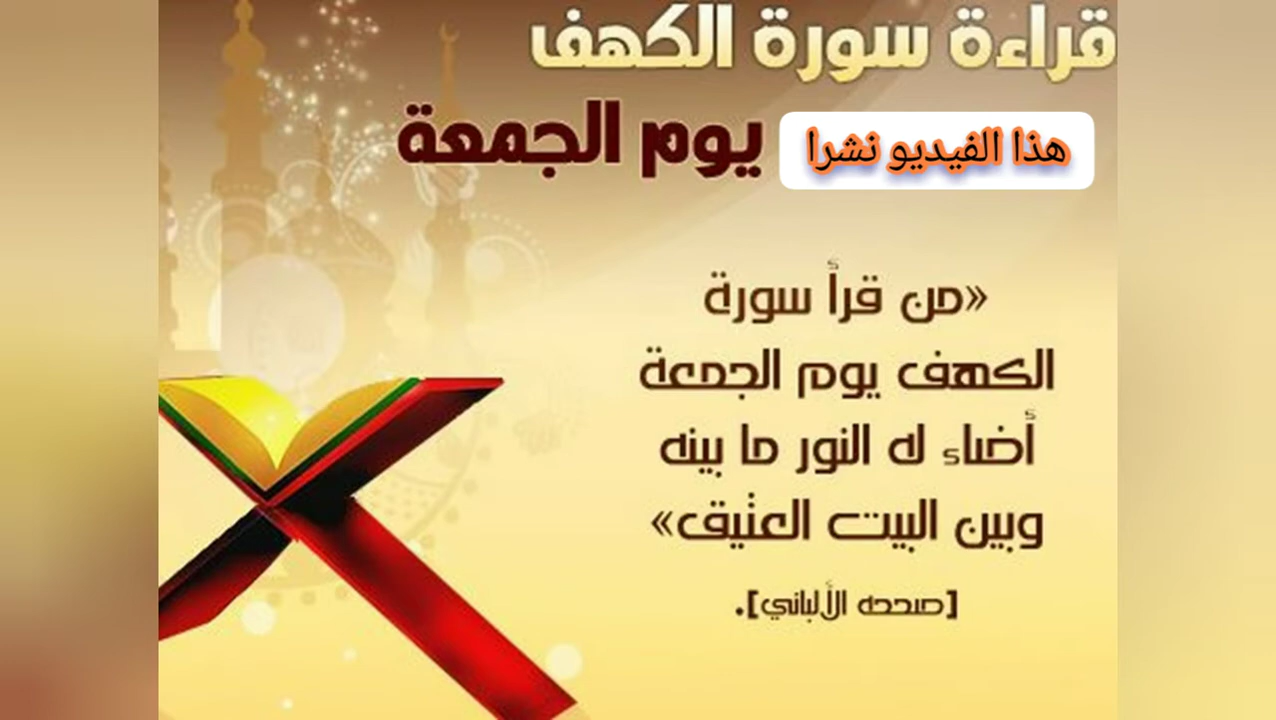 قراءة سورة الكهف
يوم الجمعة
هذا الفيديو نشرا
«من قرأ سورة
الكهف يوم الجمعة
أضاء له النور ما بينه
وبين البيت العتيق»
[صححه الألباني].